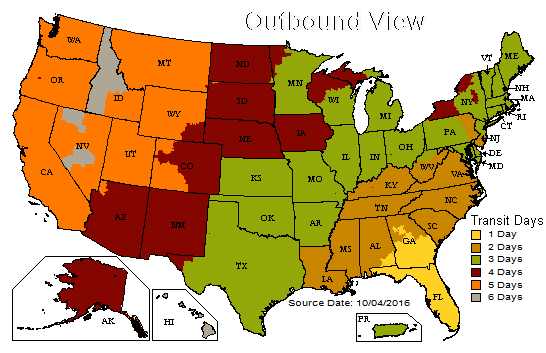 Outbound View
WA
MT
ND
MN
VT
ME
OR
ID
WY
SD
WI
MI
NY
NH
MA
RI
CT
NV
UT
CO
NE
IA
IL
IN
OH
PA
NJ
DE
MD
CA
KS
MO
WV
VA
KY
AZ
NM
OK
AR
TN
NC
SC
TX
LA
MS
AL
GA
FL
AK
HI
PR
Source Date: 10/04/2016
Transit Days
1 Day
2 Days
3 Days
4 Days
5 Days
6 Days